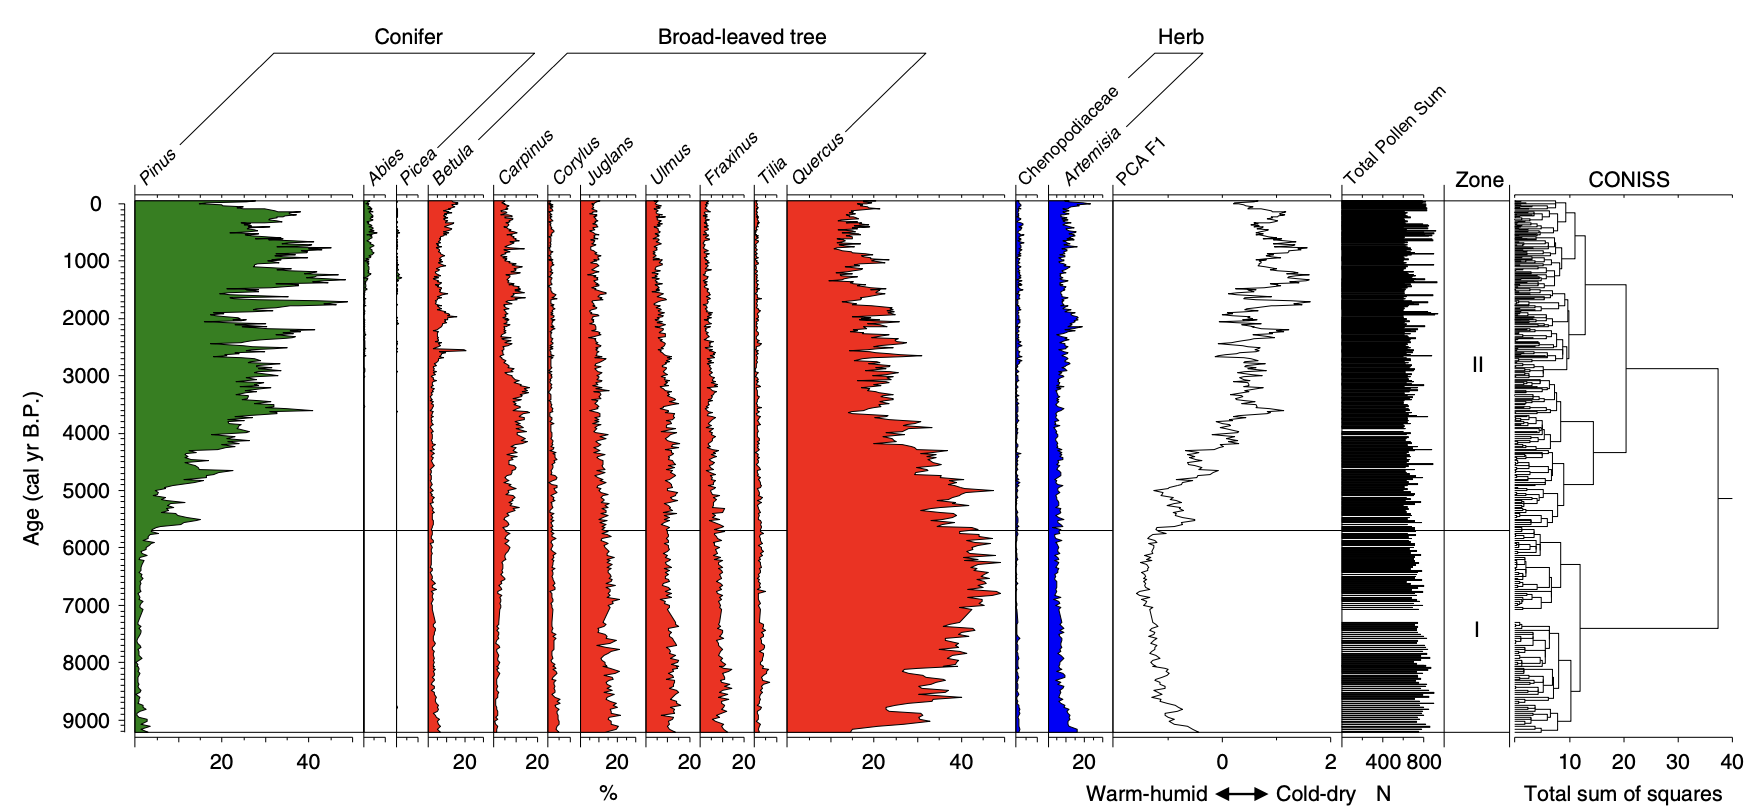 Conifer Broad-leaved tree Herb
Pinus Abies Picea Betula Carpinus Corylus Juglans Ulmus Fraxinus Tilia Quercus Chenopodiaceae Artemisia PCA F1 Total Pollen Sum Zone CONISS
Age (cal yr B.P.)
0
1000
2000
3000
4000
5000
6000
7000
8000
9000
II
I
20 40 20 20 20 20 20 20 40 20 0 2 400 800 10 20 30 40
% Warm-humid Cold-dry N Total sum of squares